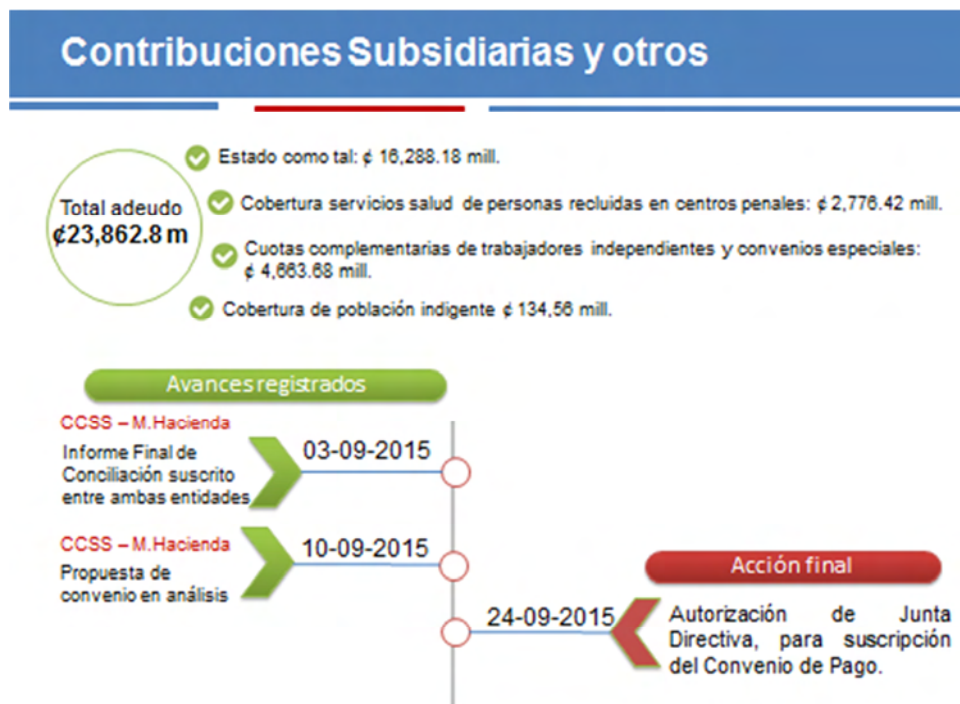 Contribuciones Subsidiarias y otros
Total adeudo
¢23,862.8 m
Estado como tal: ¢ 16,288.18 mill.
Cobertura servicios salud de personas recluidas en centros penales: ¢ 2,776.42 mill.
Cuotas complementarias de trabajadores independientes y convenios especiales:
¢ 4,663.68 mill.
Cobertura de población indigente ¢ 134,56 mill.
Avances registrados
CCSS – M.Hacienda
Informe Final de
Conciliación suscrito
entre ambas entidades
03-09-2015
CCSS – M.Hacienda
Propuesta de
convenio en análisis
10-09-2015
Acción final
24-09-2015
Autorización de Junta
Directiva, para suscripción
del Convenio de Pago.